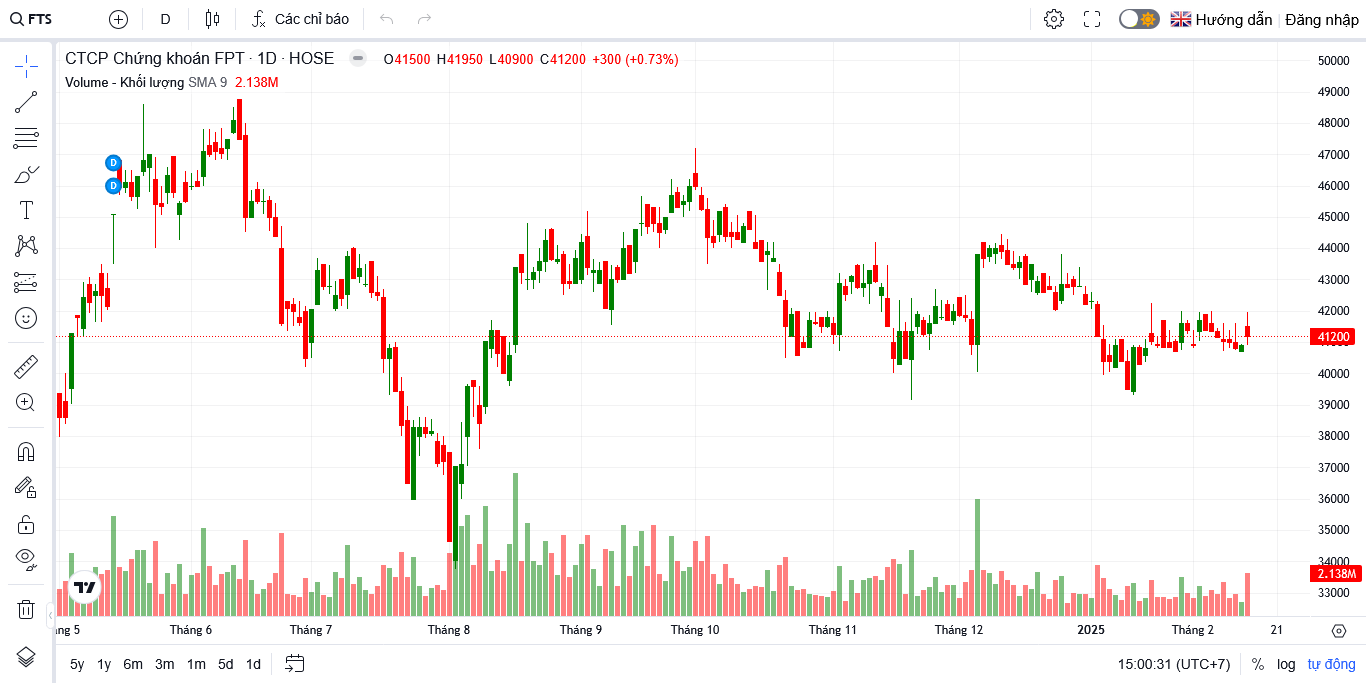 FTS D Các chỉ báo Hướng dẫn Đăng nhập
CTCP Chứng khoán FPT · 1D · HOSE O41500 H41950 L40900 C41200 +300 (+0.73%)
Volume - Khối lượng SMA 9 2.138M
D
D
50000
49000
48000
47000
46000
45000
44000
43000
42000
41200
40000
39000
38000
37000
36000
35000
34000
2.138M
33000
ng 5 Tháng 6 Tháng 7 Tháng 8 Tháng 9 Tháng 10 Tháng 11 Tháng 12 2025 Tháng 2 21
5y 1y 6m 3m 1m 5d 1d 15:00:31 (UTC+7) % log tự động